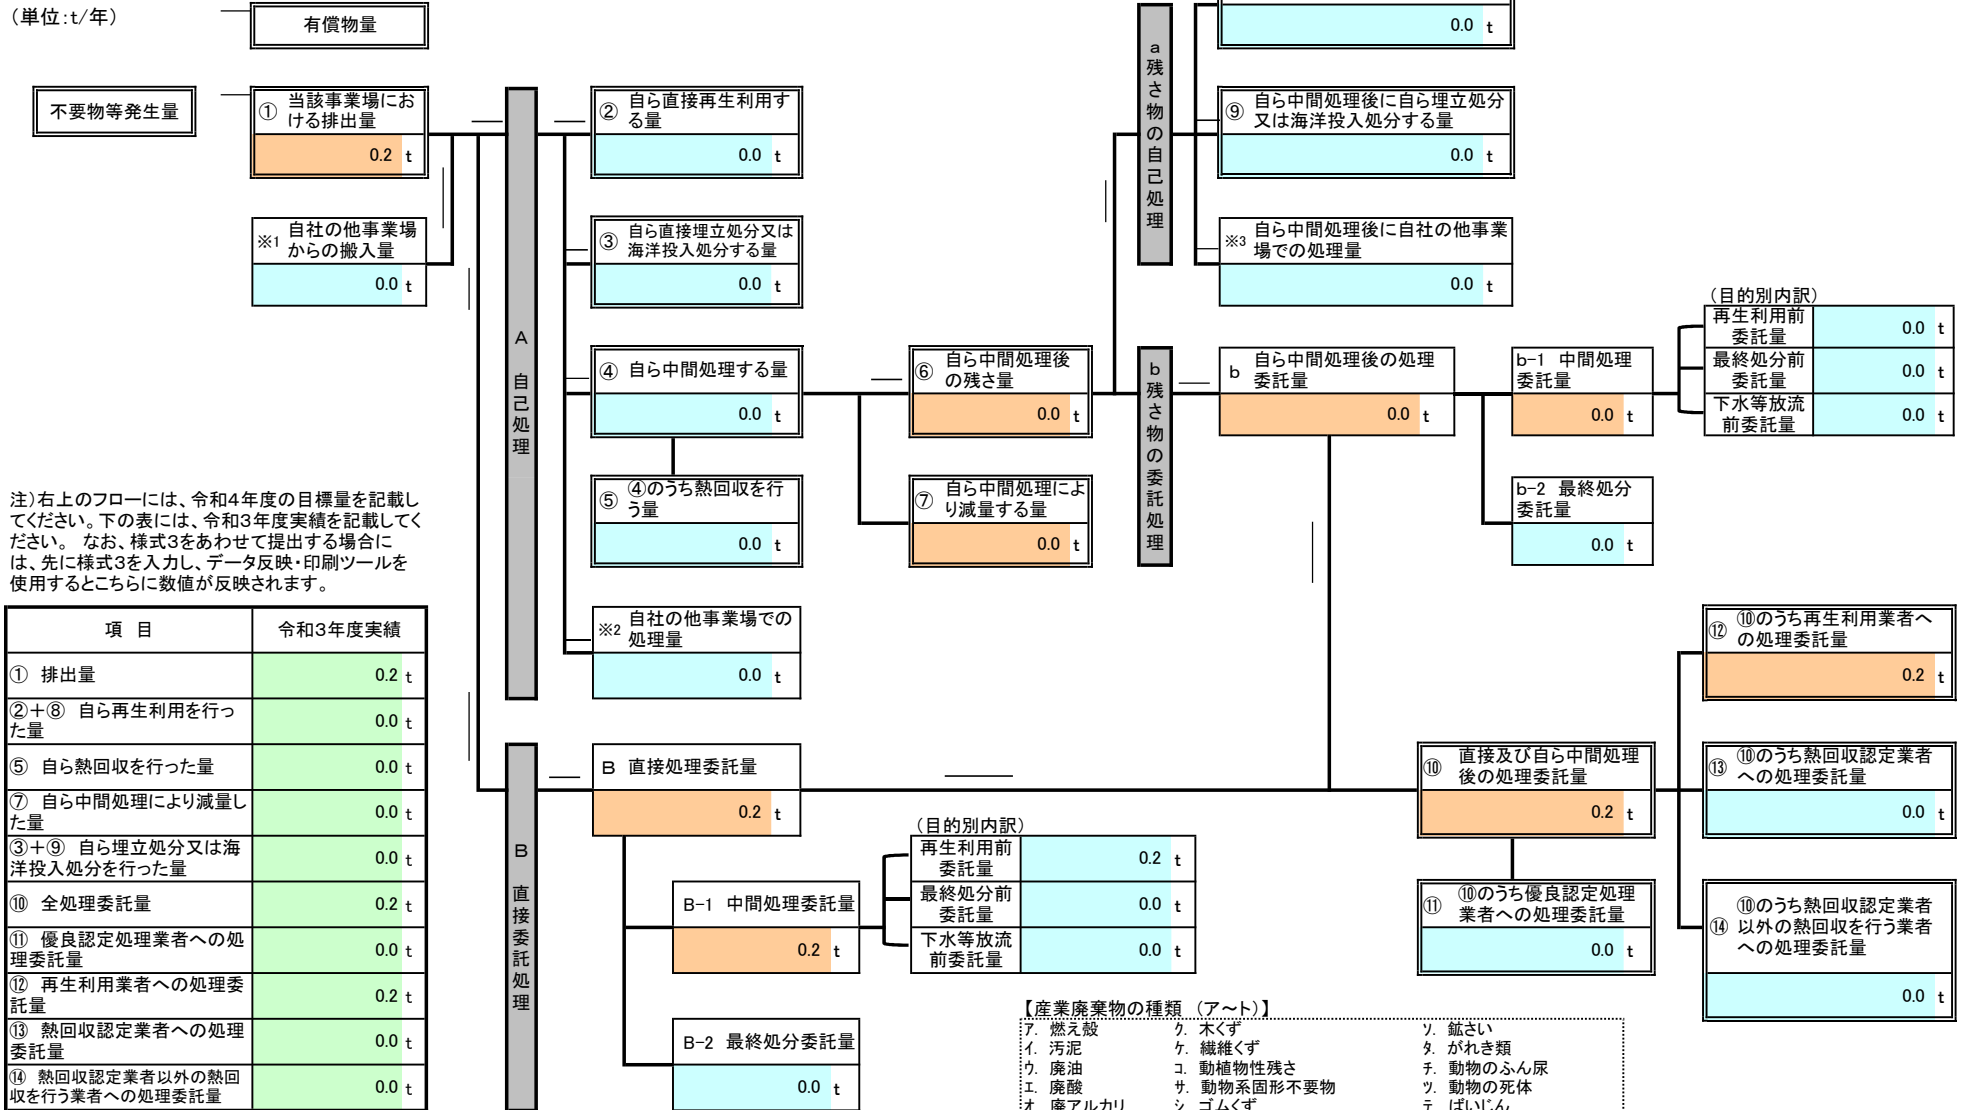 (単位:t/年)
有償物量
0.0 t
不要物等発生量
① 当該事業場にお
ける排出量
0.2 t
※1 自社の他事業場
からの搬入量
0.0 t
A 自己処理
② 自ら直接再生利用す
る量
0.0 t
③ 自ら直接埋立処分又は
海洋投入処分する量
0.0 t
④ 自ら中間処理する量
0.0 t
⑤ ④のうち熱回収を行
う量
0.0 t
※2 自社の他事業場での
処理量
0.0 t
⑥ 自ら中間処理後
の残さ量
0.0 t
⑦ 自ら中間処理によ
り減量する量
0.0 t
a 残さ物の自己処理
⑨ 自ら中間処理後に自ら埋立処分
又は海洋投入処分する量
0.0 t
※3 自ら中間処理後に自社の他事業
場での処理量
0.0 t
b 残さ物の委託処理
b 自ら中間処理後の処理
委託量
0.0 t
b-1 中間処理
委託量
0.0 t
(目的別内訳)
再生利用前
委託量
0.0 t
最終処分前
委託量
0.0 t
下水等放流
前委託量
0.0 t
b-2 最終処分
委託量
0.0 t
注)右上のフローには、令和4年度の目標量を記載し
てください。下の表には、令和3年度実績を記載してく
ださい。 なお、様式3をあわせて提出する場合に
は、先に様式3を入力し、データ反映・印刷ツールを
使用するとこちらに数値が反映されます。
項 目 令和3年度実績
① 排出量 0.2 t
②+⑧ 自ら再生利用を行っ
た量 0.0 t
⑤ 自ら熱回収を行った量 0.0 t
⑦ 自ら中間処理により減量し
た量 0.0 t
③+⑨ 自ら埋立処分又は海
洋投入処分を行った量 0.0 t
⑩ 全処理委託量 0.2 t
⑪ 優良認定処理業者への処
理委託量 0.0 t
⑫ 再生利用業者への処理委
託量 0.2 t
⑬ 熱回収認定業者への処理
委託量 0.0 t
⑭ 熱回収認定業者以外の熱回
収を行う業者への処理委託量 0.0 t
B 直接委託処理
B 直接処理委託量
0.2 t
B-1 中間処理委託量
0.2 t
(目的別内訳)
再生利用前
委託量
0.2 t
最終処分前
委託量
0.0 t
下水等放流
前委託量
0.0 t
B-2 最終処分委託量
0.0 t
⑩ 直接及び自ら中間処理
後の処理委託量
0.2 t
⑪ ⑩のうち優良認定処理
業者への処理委託量
0.0 t
⑫ ⑩のうち再生利用業者へ
の処理委託量
0.2 t
⑬ ⑩のうち熱回収認定業者
への処理委託量
0.0 t
⑭ ⑩のうち熱回収認定業者
以外の熱回収を行う業者
への処理委託量
0.0 t
【産業廃棄物の種類 (ア~ト)】
ア. 燃え殻 ク. 木くず ソ. 鉱さい
イ. 汚泥 ケ. 繊維くず タ. がれき類
ウ. 廃油 コ. 動植物性残さ チ. 動物のふん尿
エ. 廃酸 サ. 動物系固形不要物 ツ. 動物の死体
オ. 廃アルカリ シ. ゴムくず テ. ばいじん